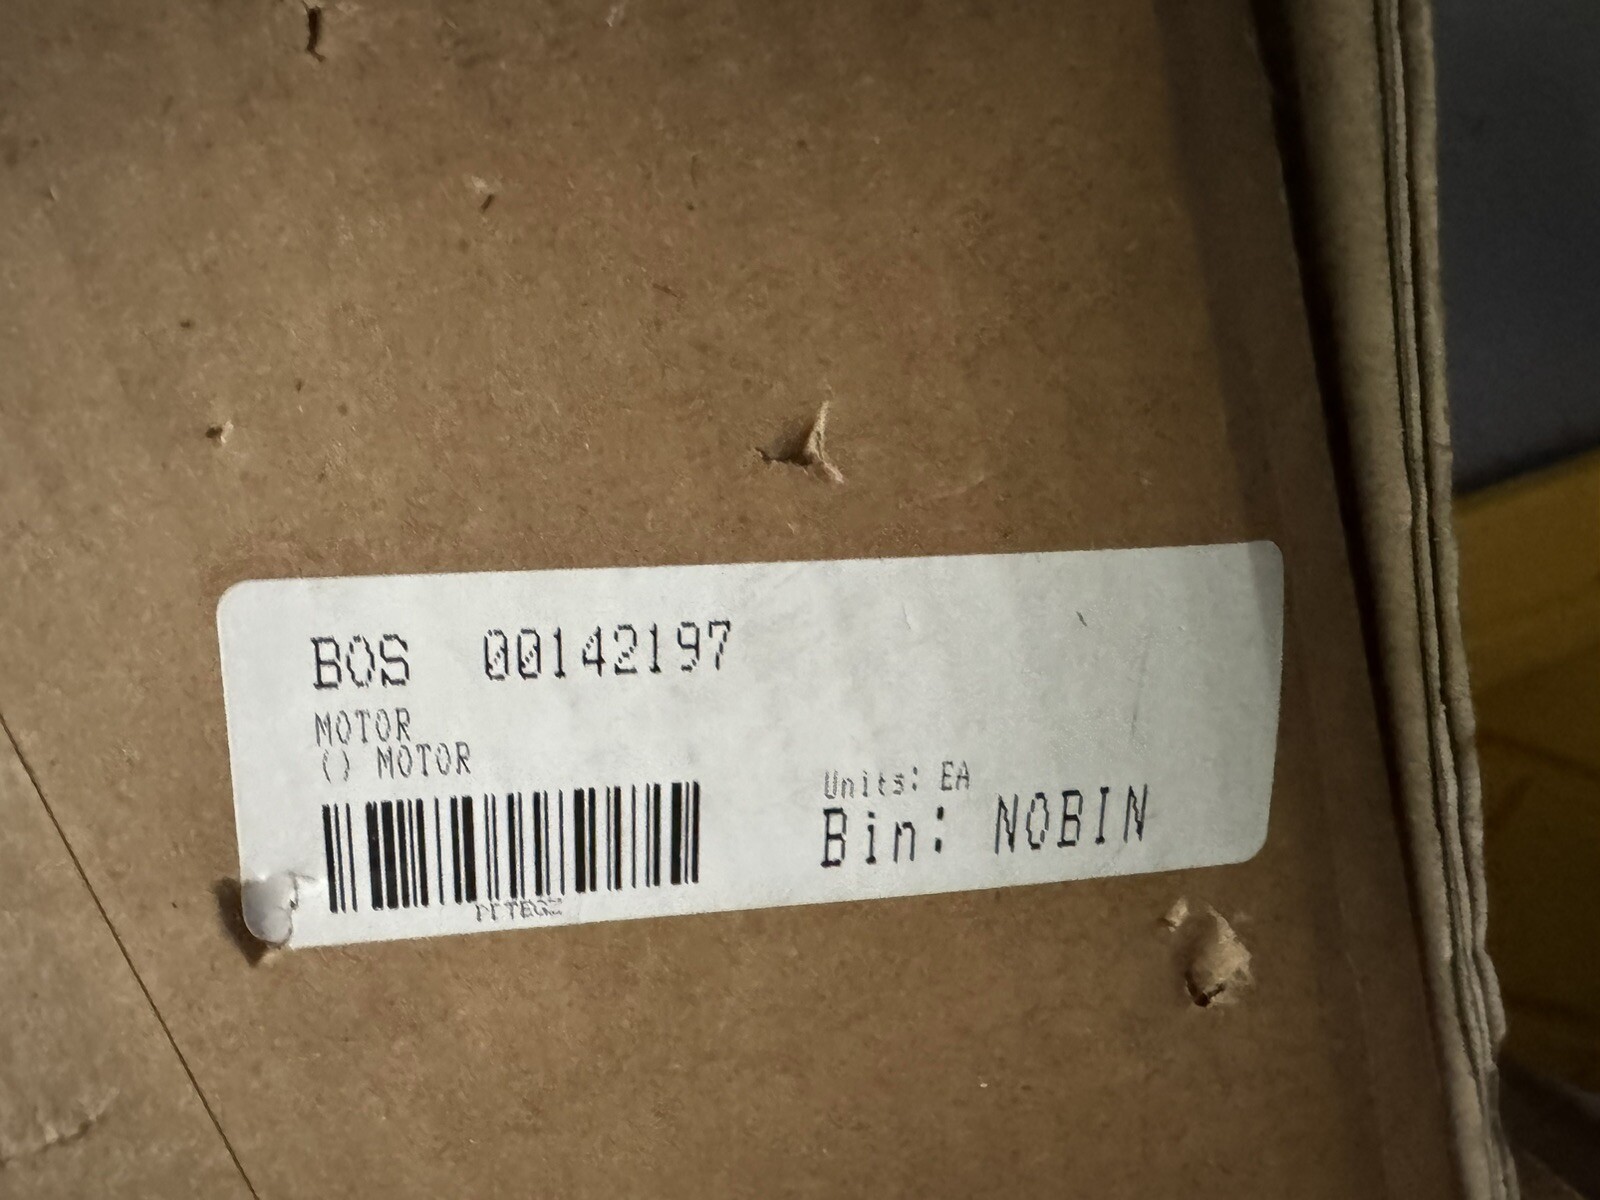 BOS 00142197
MOTOR
() MOTOR
Units: EA
Bin: NOBIN